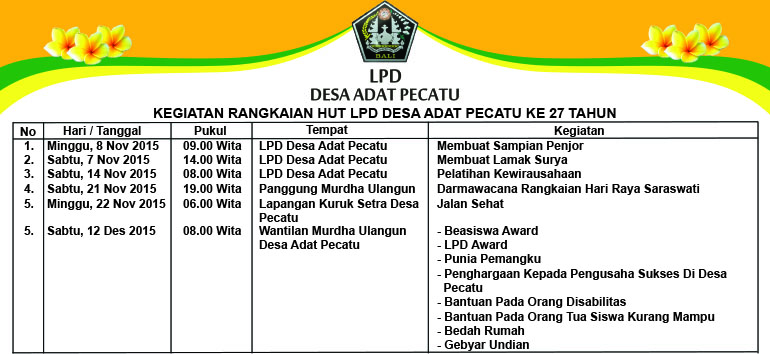 BALI
LPD
DESA ADAT PECATU
KEGIATAN RANGKAIAN HUT LPD DESA ADAT PECATU KE 27 TAHUN
No Hari / Tanggal Pukul Tempat Kegiatan
1. Minggu, 8 Nov 2015 09.00 Wita LPD Desa Adat Pecatu Membuat Sampian Penjor
2. Sabtu, 7 Nov 2015 14.00 Wita LPD Desa Adat Pecatu Membuat Lamak Surya
3. Sabtu, 14 Nov 2015 08.00 Wita LPD Desa Adat Pecatu Pelatihan Kewirausahaan
4. Sabtu, 21 Nov 2015 19.00 Wita Panggung Murdha Ulangun Darmawacana Rangkaian Hari Raya Saraswati
5. Minggu, 22 Nov 2015 06.00 Wita Lapangan Kuruk Setra Desa Jalan Sehat
Pecatu
5. Sabtu, 12 Des 2015 08.00 Wita Wantilan Murdha Ulangun - Beasiswa Award
Desa Adat Pecatu - LPD Award
- Punia Pemangku
- Penghargaan Kepada Pengusaha Sukses Di Desa
Pecatu
- Bantuan Pada Orang Disabilitas
- Bantuan Pada Orang Tua Siswa Kurang Mampu
- Bedah Rumah
- Gebyar Undian